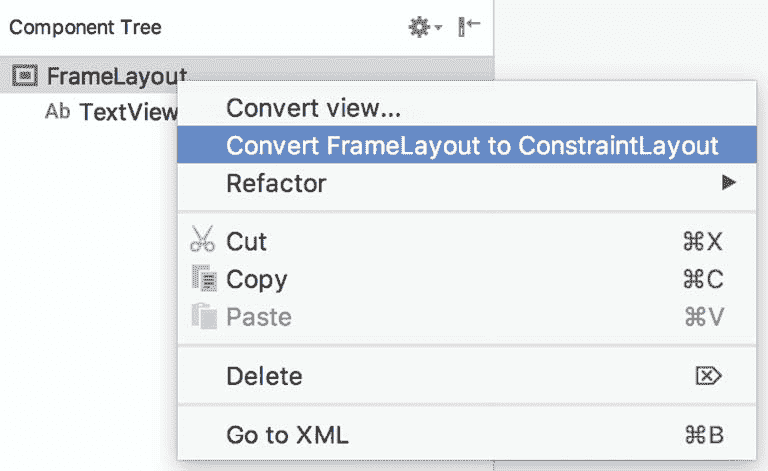 Component Tree
FrameLayout
Ab TextView
Convert view...
Convert FrameLayout to ConstraintLayout
Refactor
Cut ⌘X
Copy ⌘C
Paste ⌘V
Delete
Go to XML ⌘B